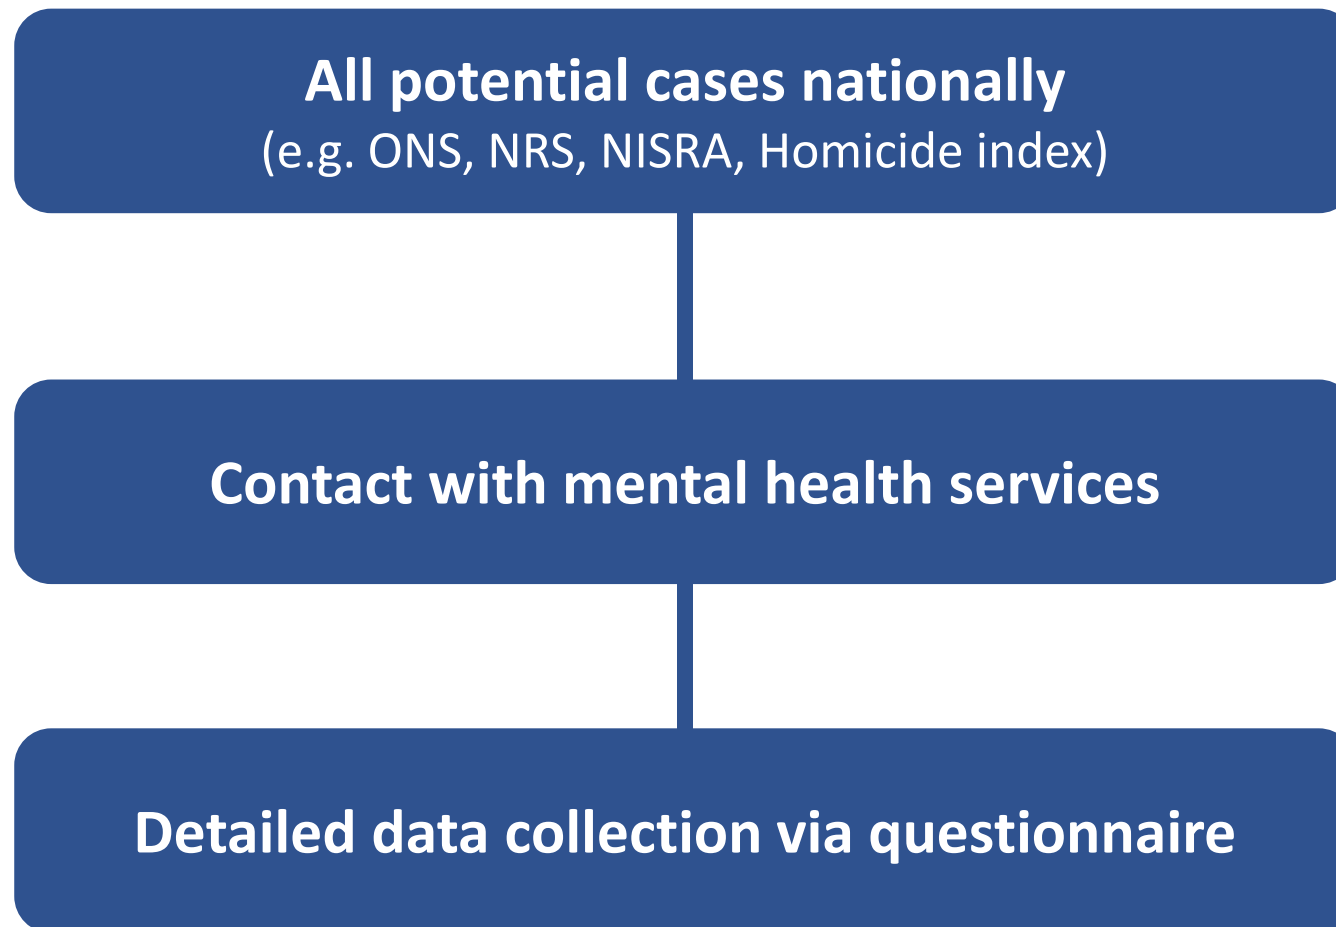 All potential cases nationally
(e.g. ONS, NRS, NISRA, Homicide index)
Contact with mental health services
Detailed data collection via questionnaire